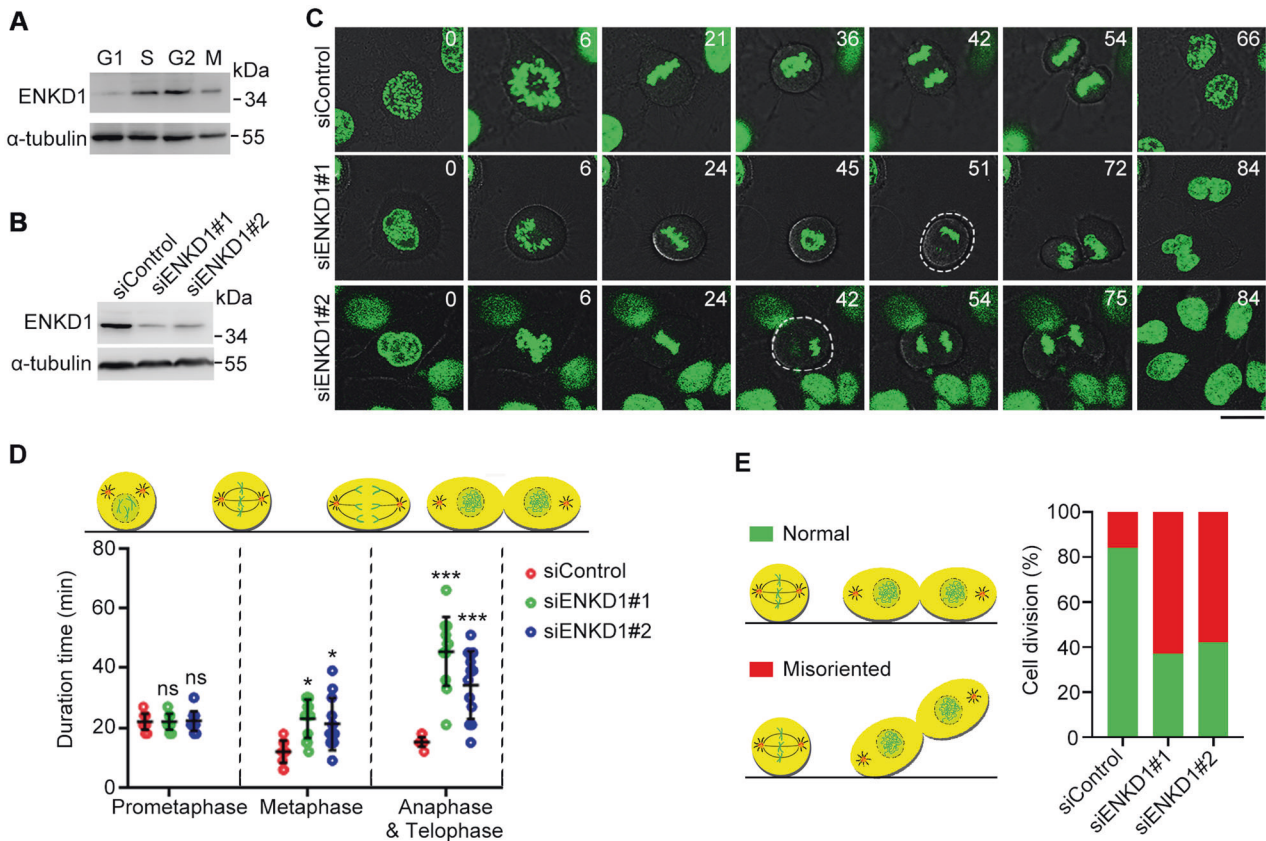 A
G1 S G2 M
kDa
ENKD1
34
α-tubulin
55
B
siControl
siENKD1#1
siENKD1#2
kDa
ENKD1
34
α-tubulin
55
C
siControl
0 6 21 36 42 54 66
siENKD1#1
0 6 24 45 51 72 84
siENKD1#2
0 6 24 42 54 75 84
D
Duration time (min)
80
60
40
20
0
ns ns
* *
*** ***
siControl
siENKD1#1
siENKD1#2
Prometaphase
Metaphase
Anaphase
& Telophase
E
Normal
Misoriented
Cell division (%)
100
80
60
40
20
0
siControl
siENKD1#1
siENKD1#2